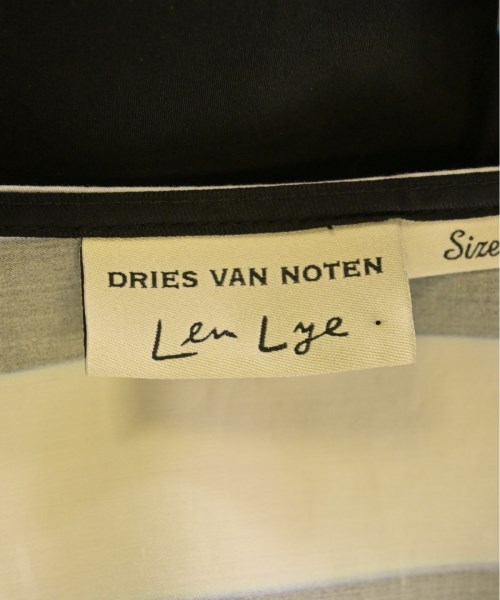 DRIES VAN NOTEN
Len Lye.
Size